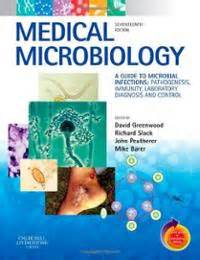 SEVENTEENTH
EDITION
MEDICAL
MICROBIOLOGY
A GUIDE TO MICROBIAL
INFECTIONS: PATHOGENESIS,
IMMUNITY, LABORATORY
DIAGNOSIS AND CONTROL
EDITED BY
David Greenwood
Richard Slack
John Peutherer
Mike Barer
CHURCHILL
LIVINGSTONE